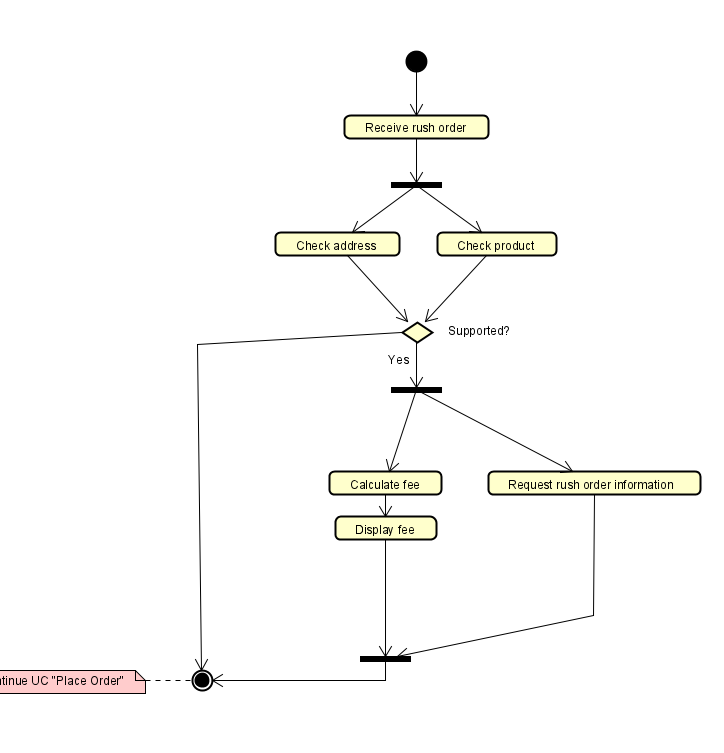 Receive rush order
Check address
Check product
Supported?
Yes
Calculate fee
Request rush order information
Display fee
UC "Place Order"